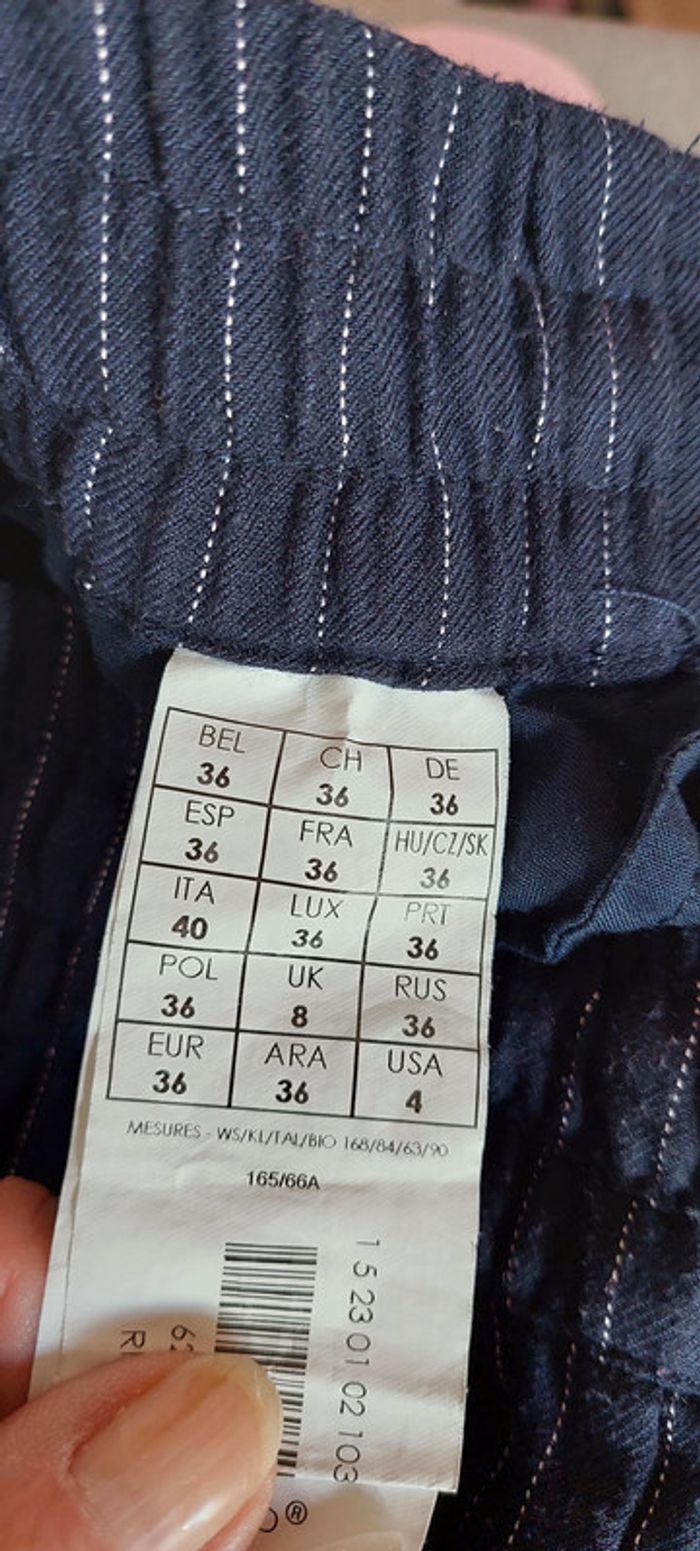 BEL CH DE
36 36 36
ESP FRA HU/CZ/SK
36 36 36
ITA LUX PRT
40 36 36
POL UK RUS
36 8 36
EUR ARA USA
36 36 4
MESURES - WS/KL/TAL/BIO 168/84/63/90
165/66A
1 5 2301 02 103
®